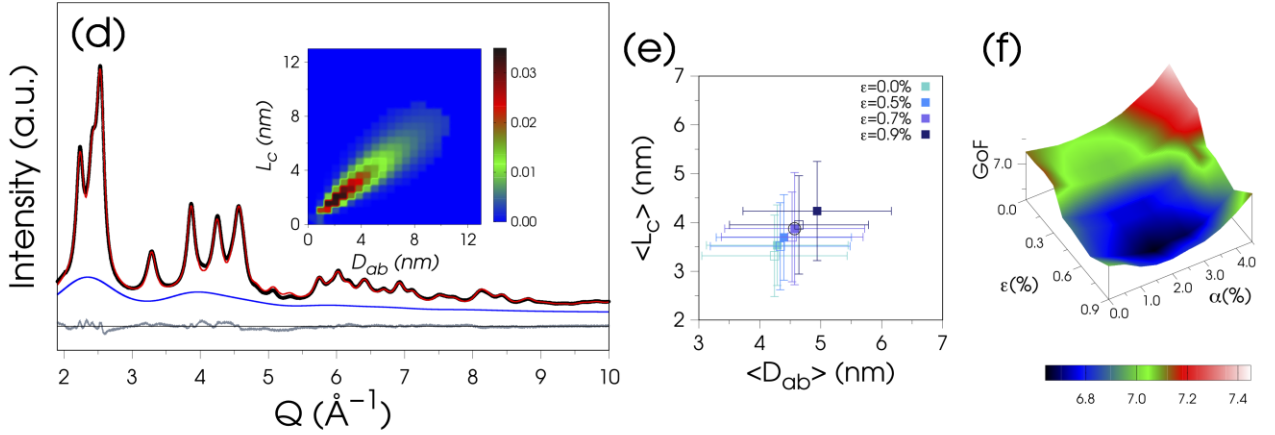 (d)
Intensity (a.u.)
12
8
4
0
L_c (nm)
0 4 8 12
D_ab (nm)
0.03
0.02
0.01
0.00
2 3 4 5 6 7 8 9 10
Q (Å⁻¹)
(e)
7
6
5
4
3
2
<L_c> (nm)
ε=0.0%
ε=0.5%
ε=0.7%
ε=0.9%
3 4 5 6 7
<D_ab> (nm)
(f)
GoF
7.0
0.0
0.3
0.6
0.9
ε(%)
0.0
1.0
2.0
3.0
4.0
α(%)
6.8 7.0 7.2 7.4